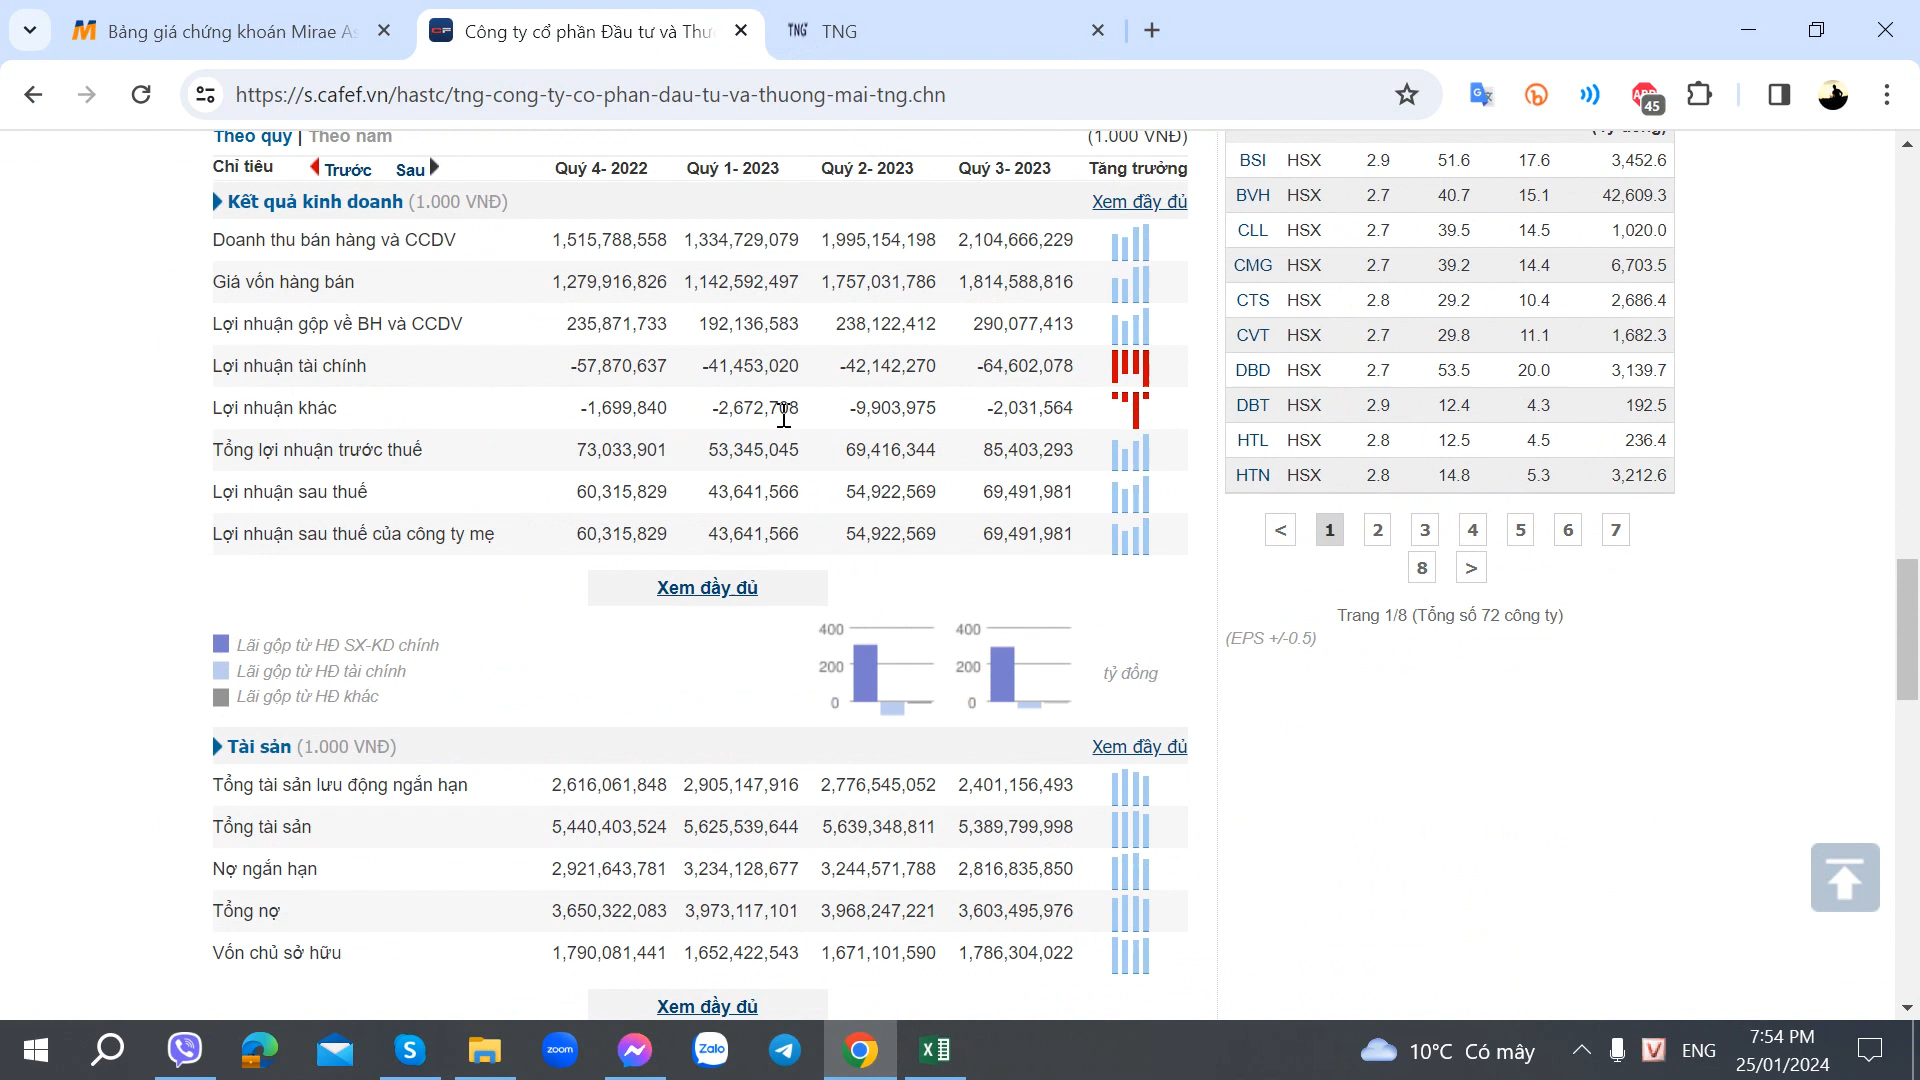 Bảng giá chứng khoán Mirae As
Công ty cổ phần Đầu tư và Thư
TNG TNG
https://s.cafef.vn/hastc/tng-cong-ty-co-phan-dau-tu-va-thuong-mai-tng.chn
45
Theo quý | Theo năm (1.000 VNĐ)
Chỉ tiêu Trước Sau Quý 4- 2022 Quý 1- 2023 Quý 2- 2023 Quý 3- 2023 Tăng trưởng
Kết quả kinh doanh (1.000 VNĐ) Xem đầy đủ
Doanh thu bán hàng và CCDV 1,515,788,558 1,334,729,079 1,995,154,198 2,104,666,229
Giá vốn hàng bán 1,279,916,826 1,142,592,497 1,757,031,786 1,814,588,816
Lợi nhuận gộp về BH và CCDV 235,871,733 192,136,583 238,122,412 290,077,413
Lợi nhuận tài chính -57,870,637 -41,453,020 -42,142,270 -64,602,078
Lợi nhuận khác -1,699,840 -9,903,975 -2,031,564
Tổng lợi nhuận trước thuế 73,033,901 53,345,045 69,416,344 85,403,293
Lợi nhuận sau thuế 60,315,829 43,641,566 54,922,569 69,491,981
Lợi nhuận sau thuế của công ty mẹ 60,315,829 43,641,566 54,922,569 69,491,981
Xem đầy đủ
Lãi gộp từ HĐ SX-KD chính
Lãi gộp từ HĐ tài chính
Lãi gộp từ HĐ khác
400 200 0
400 200 0
tỷ đồng
Tài sản (1.000 VNĐ) Xem đầy đủ
Tổng tài sản lưu động ngắn hạn 2,616,061,848 2,905,147,916 2,776,545,052 2,401,156,493
Tổng tài sản 5,440,403,524 5,625,539,644 5,639,348,811 5,389,799,998
Nợ ngắn hạn 2,921,643,781 3,234,128,677 3,244,571,788 2,816,835,850
Tổng nợ 3,650,322,083 3,973,117,101 3,968,247,221 3,603,495,976
Vốn chủ sở hữu 1,790,081,441 1,652,422,543 1,671,101,590 1,786,304,022
Xem đầy đủ
BSI HSX 2.9 51.6 17.6 3,452.6
BVH HSX 2.7 40.7 15.1 42,609.3
CLL HSX 2.7 39.5 14.5 1,020.0
CMG HSX 2.7 39.2 14.4 6,703.5
CTS HSX 2.8 29.2 10.4 2,686.4
CVT HSX 2.7 29.8 11.1 1,682.3
DBD HSX 2.7 53.5 20.0 3,139.7
DBT HSX 2.9 12.4 4.3 192.5
HTL HSX 2.8 12.5 4.5 236.4
HTN HSX 2.8 14.8 5.3 3,212.6
< 1 2 3 4 5 6 7
8 >
Trang 1/8 (Tổng số 72 công ty)
(EPS +/-0.5)
zoom
Zalo
10°C Có mây
ENG
7:54 PM
25/01/2024